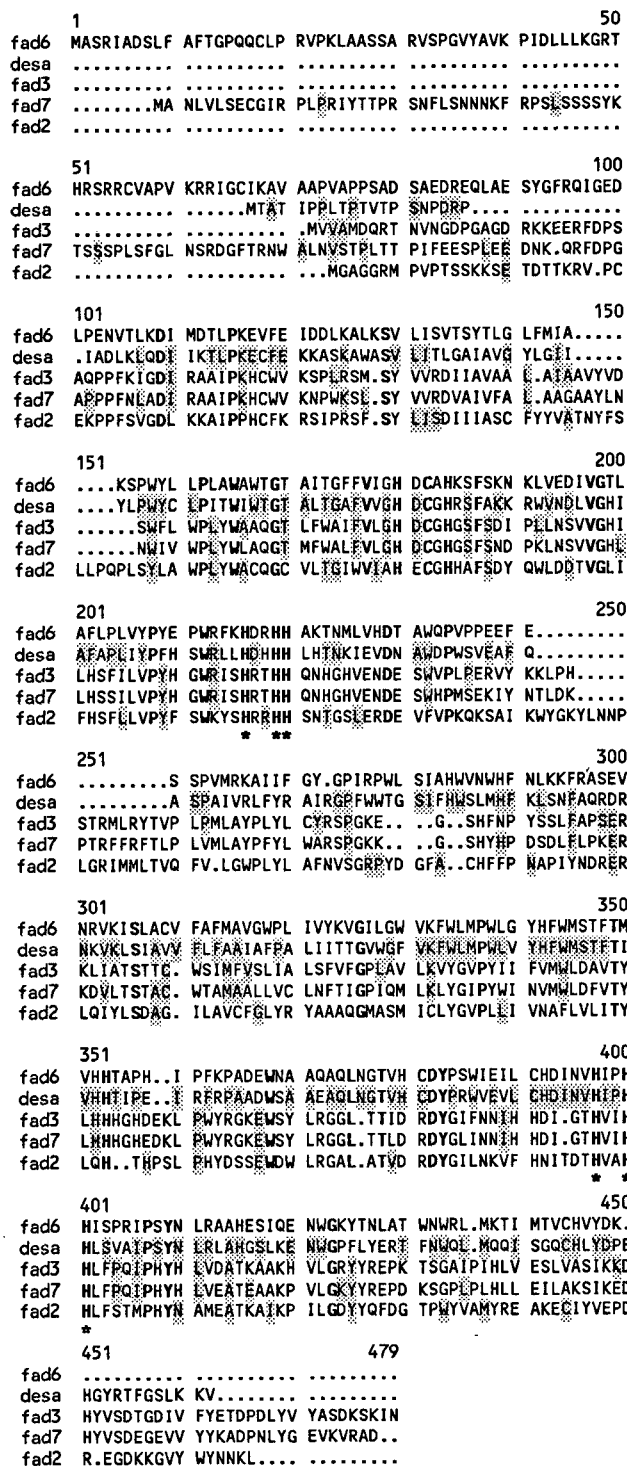 1 50
fad6 MASRIADSLF AFTGPQQCLP RVPKLAASSA RVSPGVYAVK PIDLLLKGRT
desa .......... .......... .......... .......... ..........
fad3 .......... .......... .......... .......... ..........
fad7 ........MA NLVLSECGIR PLPRIYTTPR SNFLSNNNKF RPSLSSSSYK
fad2 .......... .......... .......... .......... ..........
51 100
fad6 HRSRRCVAPV KRRIGCIKAV AAPVAPPSAD SAEDREQLAE SYGFRQIGED
desa .......... ......MTAT IPPLTPTVTP SNPDRP.... ..........
fad3 .......... .......... .MVVAMDQRT NVNGDPGAGD RKKEERFDPS
fad7 TSSSPLSFGL NSRDGFTRNW ALNVSTPLTT PIFEESPLEE DNK.QRFDPG
fad2 .......... .......... ...MGAGGRM PVPTSSKKSE TDTTKRV.PC
101 150
fad6 LPENVTLKDI MDTLPKEVFE IDDLKALKSV LISVTSYTLG LFMIA.....
desa .IADLKLQDI IKTLPKECFE KKASKAWASV LITLGAIAVG YLGII.....
fad3 AQPPFKIGDI RAAIPKHCWV KSPLRSM.SY VVRDIIAVAA L.AIAAVYVD
fad7 APPPFNLADI RAAIPKHCWV KNPWKSL.SY VVRDVAIVFA L.AAGAAYLN
fad2 EKPPFSVGDL KKAIPPHCFK RSIPRSF.SY LISDIIIASC FYYVATNYFS
151 200
fad6 ....KSPWYL LPLAWAWTGT AITGFFVIGH DCAHKSFSKN KLVEDIVGTL
desa ....YLPWYC LPITWIWTGT ALTGAFVVGH DCGHRSFAKK RWVNDLVGHI
fad3 ......SWFL WPLYWAAQGT LFWAIFVLGH DCGHGSFSDI PLLNSVVGHI
fad7 ......NWIV WPLYWLAQGT MFWALFVLGH DCGHGSFSND PKLNSVVGHL
fad2 LLPQPLSYLA WPLYWACQGC VLTGIWVIAH ECGHHAFSDY QWLDDTVGLI
201 250
fad6 AFLPLVYPYE PWRFKHDRHH AKTNMLVHDT AWQPVPPEEF E.........
desa AFAPLIYPFH SWRLLHDHHH LHTNKIEVDN AWDPWSVEAF Q.........
fad3 LHSFILVPYH GWRISHRTHH QNHGHVENDE SWVPLPERVY KKLPH.....
fad7 LHSSILVPYH GWRISHRTHH QNHGHVENDE SWHPMSEKIY NTLDK.....
fad2 FHSFLLVPYF SWKYSHRRHH SNTGSLERDE VFVPKQKSAI KWYGKYLNNP
* **
251 300
fad6 .........S SPVMRKAIIF GY.GPIRPWL SIAHWVNWHF NLKKFRASEV
desa .........A SPAIVRLFYR AIRGPFWWTG SIFHWSLMHF KLSNFAQRDR
fad3 STRMLRYTVP LPMLAYPLYL CYRSPGKE.. .G..SHFNP YSSLFAPSER
fad7 PTRFFRFTLP LVMLAYPFYL WARSPGKK.. .G..SHYHP DSDLFLPKER
fad2 LGRIMMLTVQ FV.LGWPLYL AFNVSGRPYD GFA..CHFFP NAPIYNDRER
301 350
fad6 NRVKISLACV FAFMAVGWPL IVYKVGILGW VKFWLMPWLG YHFWMSTFTM
desa NKVKLSIAVV FLFAAIAFPA LIITTGVWGF VKFWLMPWLV YHFWMSTFTI
fad3 KLIATSTTC. WSIMFVSLIA LSFVFGPLAV LKVYGVPYII FVMWLDAVTY
fad7 KDVLTSTAC. WTAMAALLVC LNFTIGPIQM LKLYGIPYWI NVMWLDFVTY
fad2 LQIYLSDAG. ILAVCFGLYR YAAAQGMASM ICLYGVPLLI VNAFLVLITY
351 400
fad6 VHHTAPH..I PFKPADEWNA AQAQLNGTVH CDYPSWIEIL CHDINVHIPH
desa VHHTIPE..I RFRPAADWSA AEAQLNGTVH CDYPRWVEVL CHDINVHIPH
fad3 LHHHGHDEKL PWYRGKEWSY LRGGL.TTID RDYGIFNNIH HDI.GTHVIH
fad7 LHHHGHEDKL PWYRGKEWSY LRGGL.TTLD RDYGLINNIH HDI.GTHVIH
fad2 LQH..THPSL PHYDSSEWDW LRGAL.ATVD RDYGILNKVF HNITDTHVAH
* *
401 450
fad6 HISPRIPSYN LRAAHESIQE NWGKYTNLAT WNWRL.MKTI MTVCHVYDK.
desa HLSVAIPSYN LRLAHGSLKE NWGPFLYERT FNWQL.MQQI SGQCHLYDPE
fad3 HLFPQIPHYH LVDATKAAKH VLGRYYREPK TSGAIPIHLV ESLVASIKKD
fad7 HLFPQIPHYH LVEATEAAKP VLGKYYREPD KSGPLPLHLL EILAKSIKED
fad2 HLFSTMPHYN AMEATKAIKP ILGDYYQFDG TPWYVAMYRE AKECIYVEPD
*
451 479
fad6 .......... .......... .........
desa HGYRTFGSLK KV........ .........
fad3 HYVSDTGDIV FYETDPDLYV YASDKSKIN
fad7 HYVSDEGEVV YYKADPNLYG EVKVRAD..
fad2 R.EGDKKGVY WYNNKL.... .........